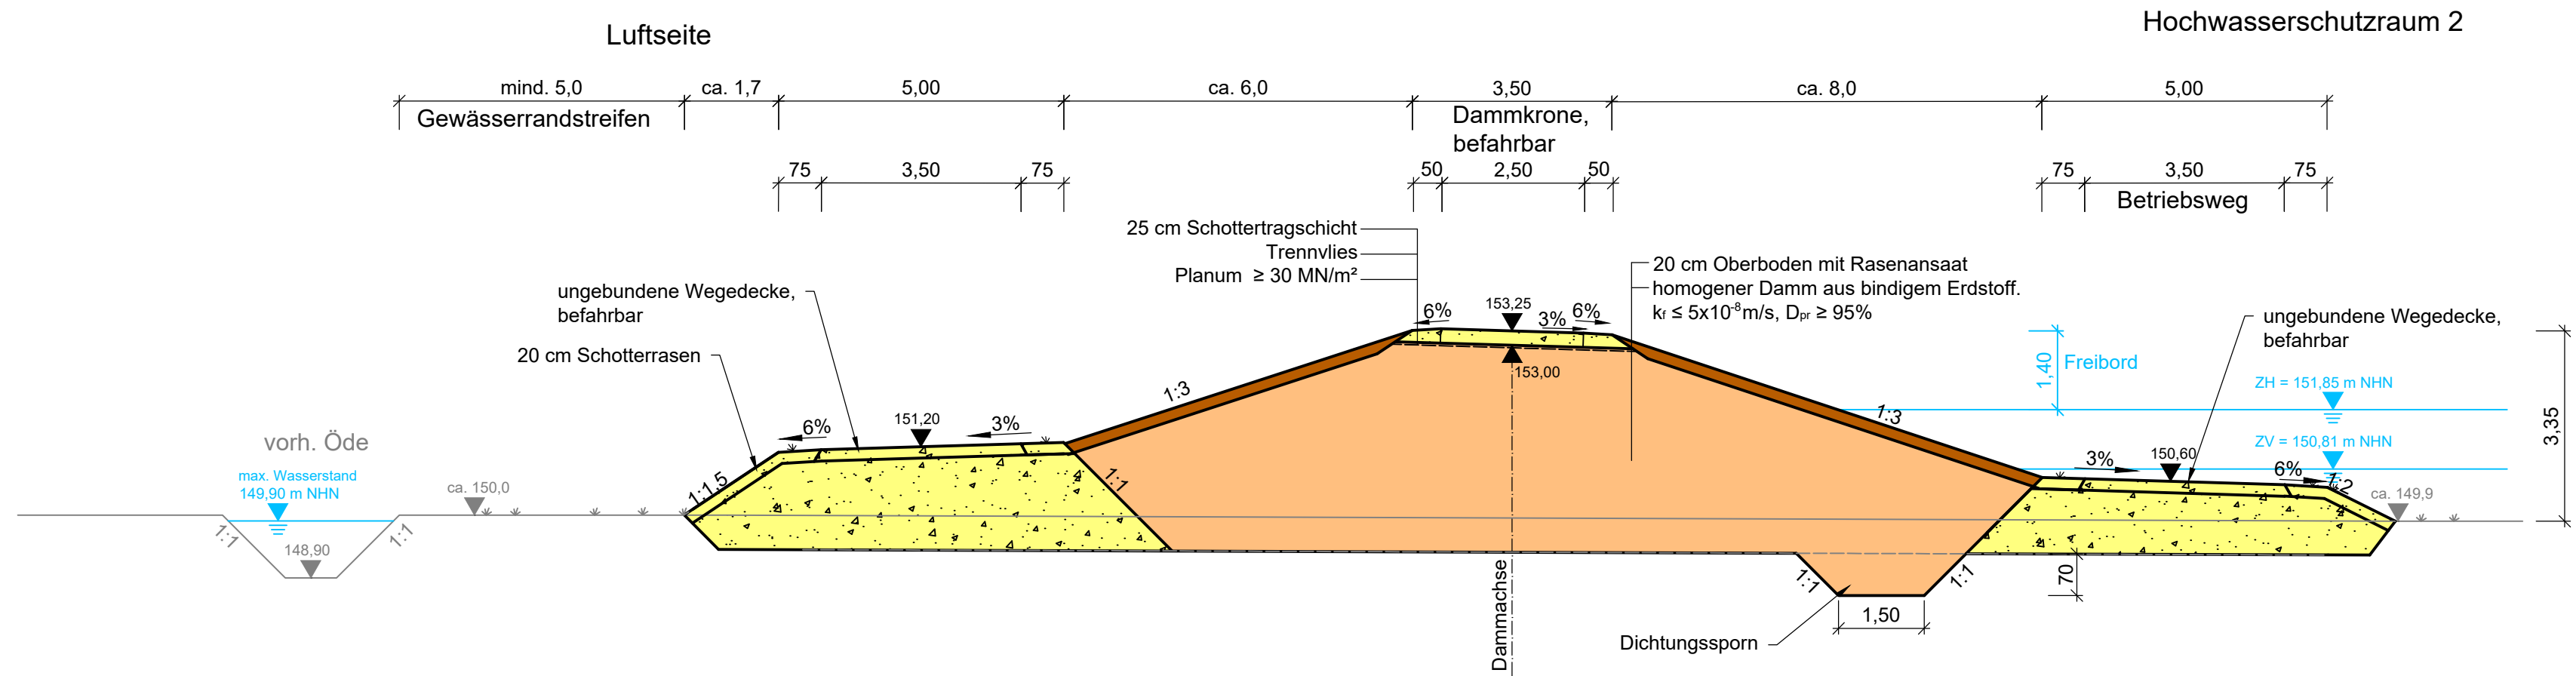 Luftseite
Hochwasserschutzraum 2
mind. 5,0
ca. 1,7
5,00
ca. 6,0
3,50
ca. 8,0
5,00
Gewässerrandstreifen
Dammkrone,
befahrbar
75
3,50
75
50
2,50
50
75
3,50
75
Betriebsweg
25 cm Schottertragschicht
Trennvlies
Planum ≥ 30 MN/m²
20 cm Oberboden mit Rasenansaat
homogener Damm aus bindigem Erdstoff.
kf ≤ 5x10-8m/s, Dpr ≥ 95%
ungebundene Wegedecke,
befahrbar
20 cm Schotterrasen
6%
153,25
3%
6%
153,00
ungebundene Wegedecke,
befahrbar
1,40
Freibord
ZH = 151,85 m NHN
ZV = 150,81 m NHN
3,35
1:3
1:3
6%
151,20
3%
3%
150,60
6%
1:2
ca. 149,9
vorh. Öde
max. Wasserstand
149,90 m NHN
148,90
1:1
1:1
ca. 150,0
1:1,5
1:1
1:1
1:1
70
1,50
Dichtungssporn
Dammachse